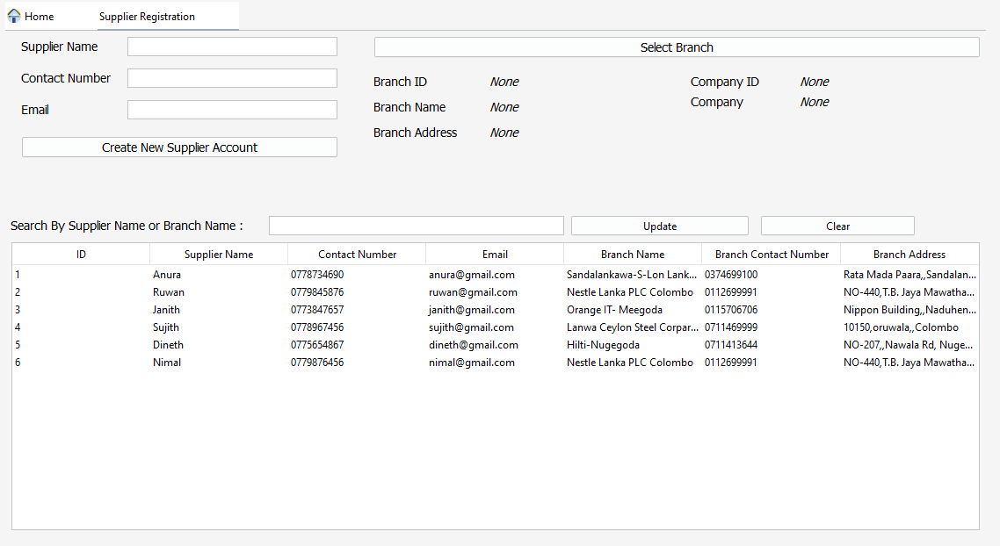 Home Supplier Registration
Supplier Name
Contact Number
Email
Create New Supplier Account
Select Branch
Branch ID None
Branch Name None
Branch Address None
Company ID None
Company None
Search By Supplier Name or Branch Name :
Update Clear
ID Supplier Name Contact Number Email Branch Name Branch Contact Number Branch Address
1 Anura 0778734690 anura@gmail.com Sandalankawa-S-Lon Lank... 0374699100 Rata Mada Paara,,Sandalan...
2 Ruwan 0779845876 ruwan@gmail.com Nestle Lanka PLC Colombo 0112699991 NO-440,T.B. Jaya Mawatha...
3 Janith 0773847657 janith@gmail.com Orange IT- Meegoda 0115706706 Nippon Building,,Naduhen...
4 Sujith 0778967456 sujith@gmail.com Lanwa Ceylon Steel Corpar... 0711469999 10150,oruwala,,Colombo
5 Dineth 0775654867 dineth@gmail.com Hilti-Nugegoda 0711413644 NO-207,,Nawala Rd, Nuge...
6 Nimal 0779876456 nimal@gmail.com Nestle Lanka PLC Colombo 0112699991 NO-440,T.B. Jaya Mawatha...